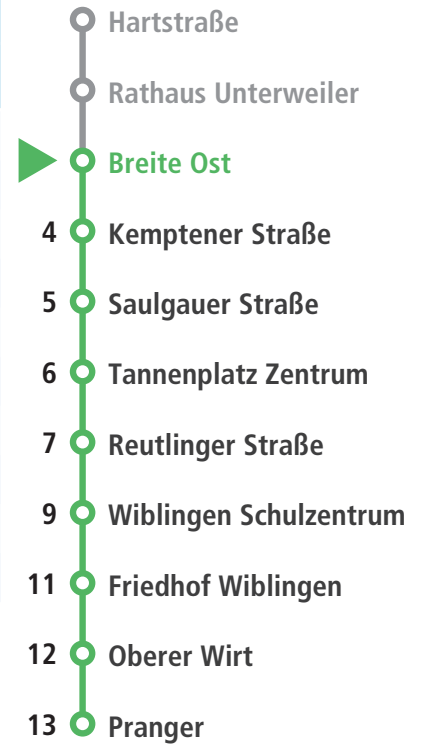 Hartstraße
Rathaus Unterweiler
Breite Ost
4 Kemptener Straße
5 Saulgauer Straße
6 Tannenplatz Zentrum
7 Reutlinger Straße
9 Wiblingen Schulzentrum
11 Friedhof Wiblingen
12 Oberer Wirt
13 Pranger